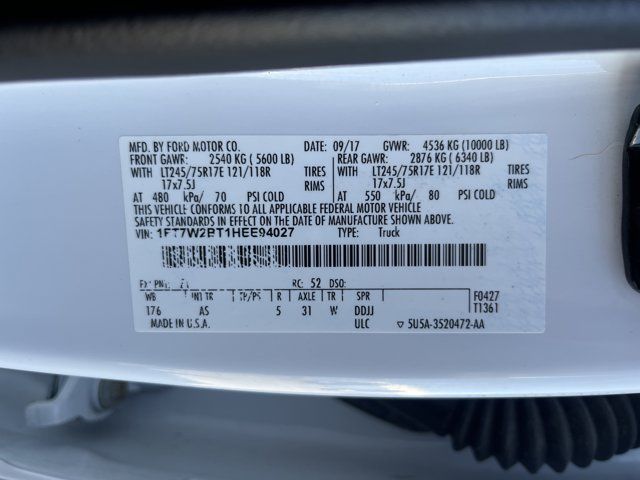 MFD. BY FORD MOTOR CO. DATE: 09/17 GVWR: 4536 KG (10000 LB)
FRONT GAWR: 2540 KG ( 5600 LB) REAR GAWR: 2876 KG ( 6340 LB)
WITH LT245/75R17E 121/118R TIRES WITH LT245/75R17E 121/118R TIRES
17x7.5J RIMS 17x7.5J RIMS
AT 480 kPa/ 70 PSI COLD AT 550 kPa/ 80 PSI COLD
THIS VEHICLE CONFORMS TO ALL APPLICABLE FEDERAL MOTOR VEHICLE
SAFETY STANDARDS IN EFFECT ON THE DATE OF MANUFACTURE SHOWN ABOVE.
VIN: 1FT7W2BT1HEE94027 TYPE: Truck
RC: 52 DSO:
WB INT TR TP/PS R AXLE TR SPR F0427
176 AS 5 31 W DDJJ T1361
MADE IN U.S.A. ULC 5U5A-3520472-AA